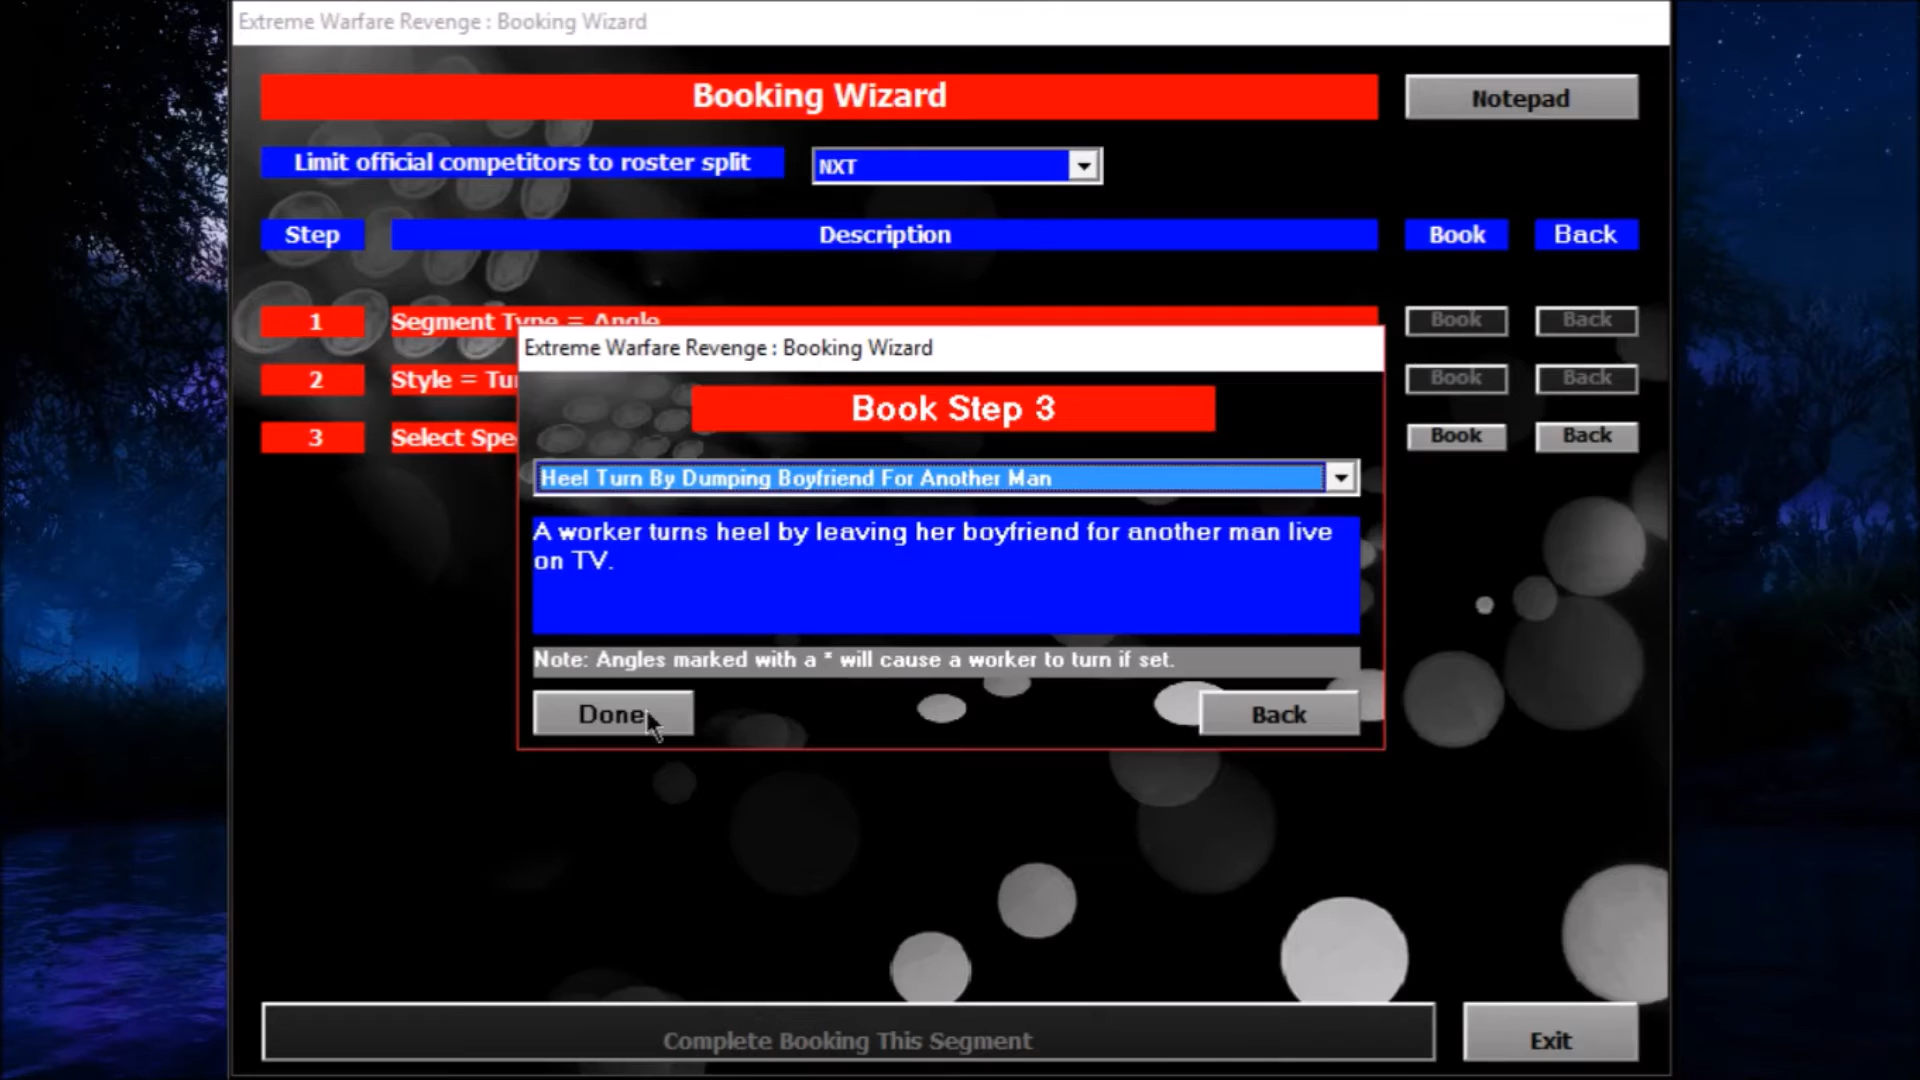 Extreme Warfare Revenge : Booking Wizard
Booking Wizard
Notepad
Limit official competitors to roster split
NXT
Step
Description
Book
Back
1
Segment Type = Angle
Book
Back
Extreme Warfare Revenge : Booking Wizard
2
Style = Tu
Book
Back
Book Step 3
3
Select Spe
Book
Back
Heel Turn By Dumping Boyfriend For Another Man
A worker turns heel by leaving her boyfriend for another man live
on TV.
Note: Angles marked with a * will cause a worker to turn if set.
Done
Back
Complete Booking This Segment
Exit